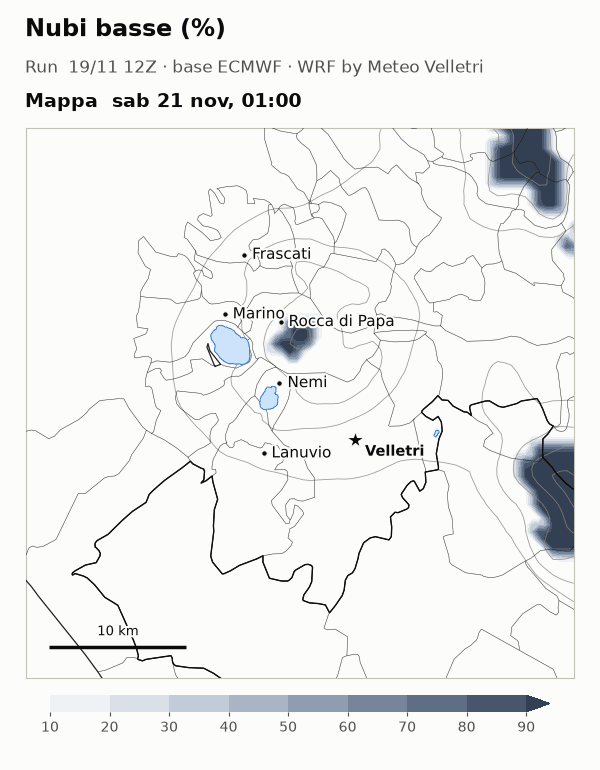 Nubi basse (%)
Run  19/11 12Z · base ECMWF · WRF by Meteo Velletri
Mappa  sab 21 nov, 01:00
Frascati
Marino
Rocca di Papa
Nemi
Velletri
Lanuvio
10 km
10 20 30 40 50 60 70 80 90